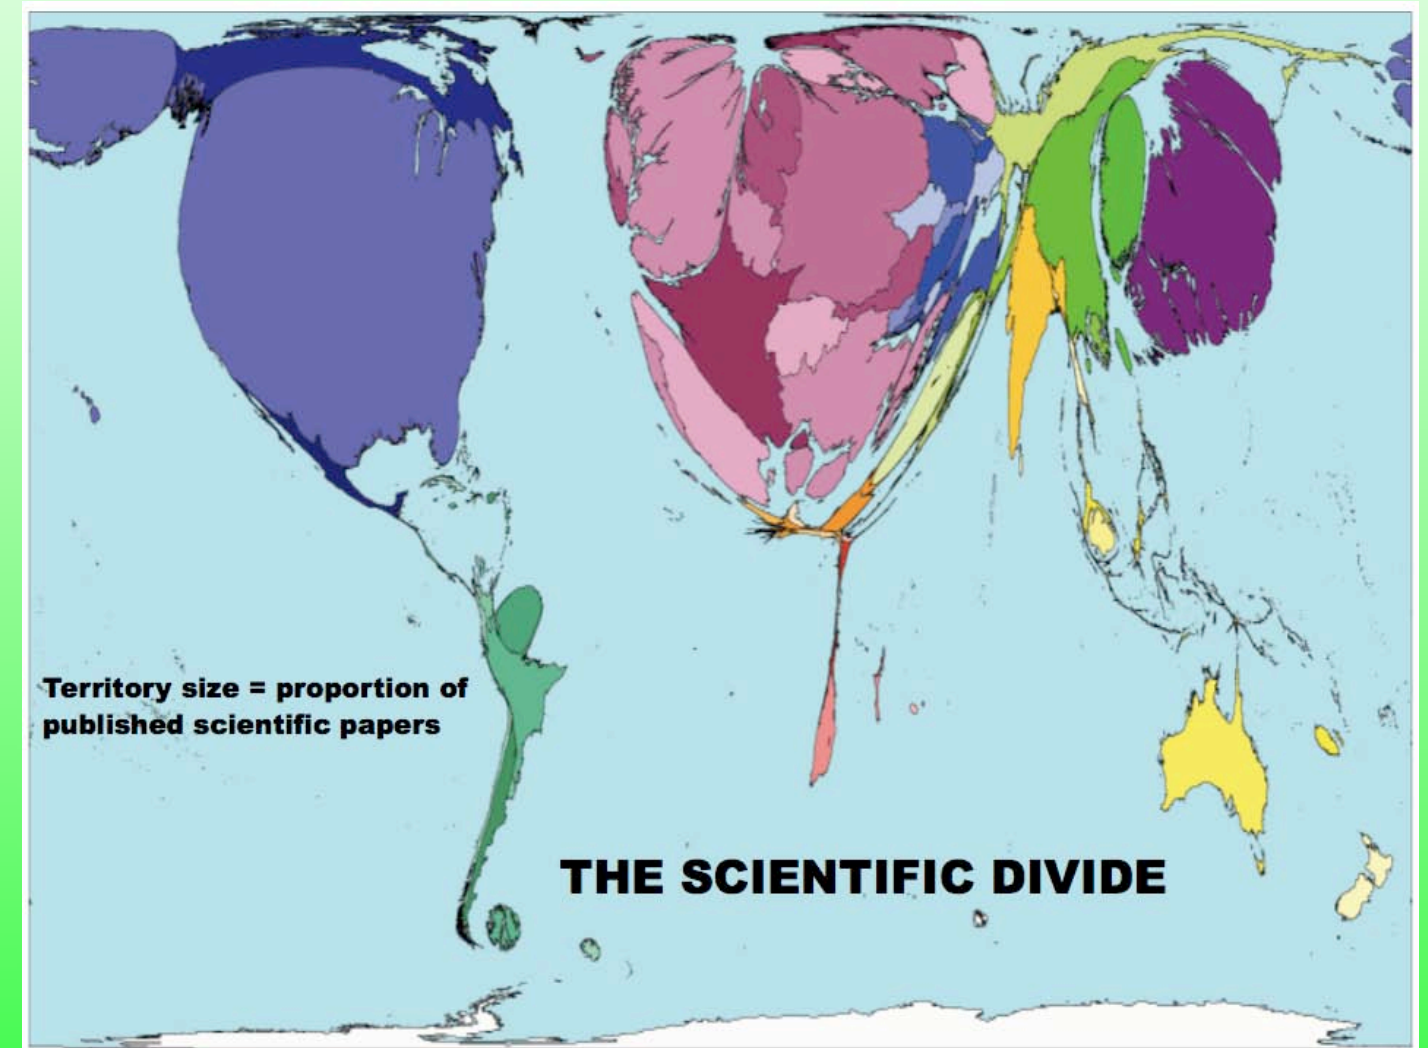 Territory size = proportion of
published scientific papers
THE SCIENTIFIC DIVIDE